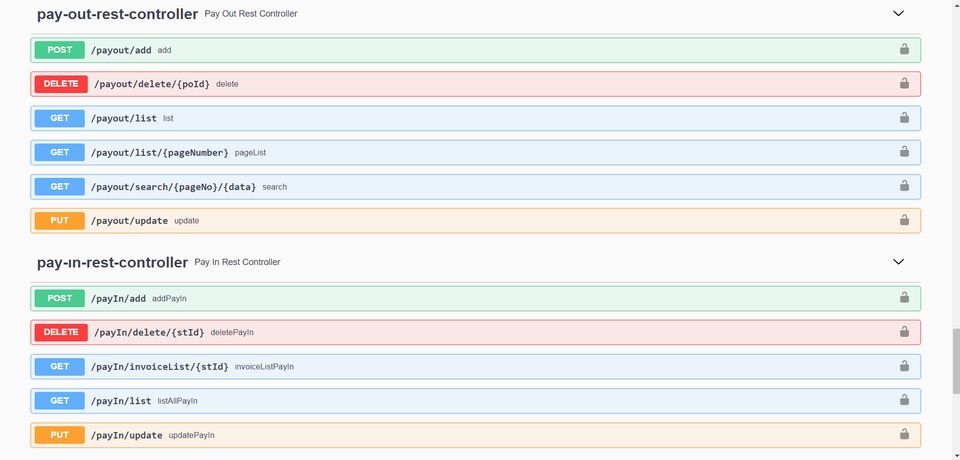 pay-out-rest-controller Pay Out Rest Controller
POST /payout/add add
DELETE /payout/delete/{poId} delete
GET /payout/list list
GET /payout/list/{pageNumber} pageList
GET /payout/search/{pageNo}/{data} search
PUT /payout/update update
pay-in-rest-controller Pay In Rest Controller
POST /payIn/add addPayIn
DELETE /payIn/delete/{stId} deletePayIn
GET /payIn/invoiceList/{stId} invoiceListPayIn
GET /payIn/list listAllPayIn
PUT /payIn/update updatePayIn